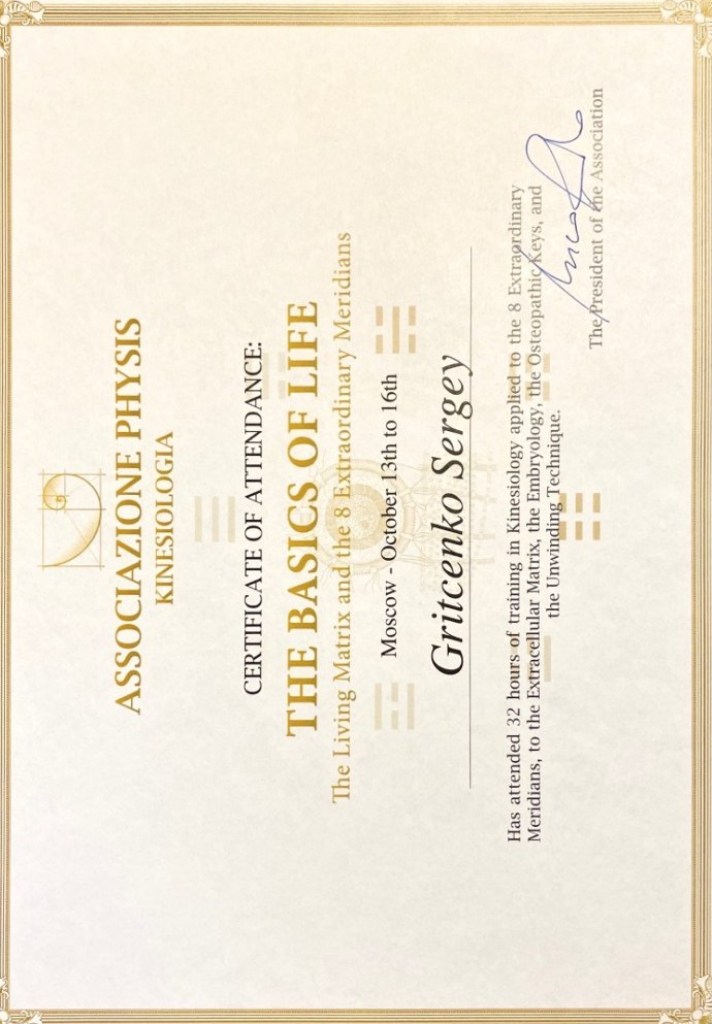 ASSOCIAZIONE PHYSIS
KINESIOLOGIA
CERTIFICATE OF ATTENDANCE:
THE BASICS OF LIFE
The Living Matrix and the 8 Extraordinary Meridians
Moscow - October 13th to 16th
Gritcenko Sergey
Has attended 32 hours of training in Kinesiology applied to the 8 Extraordinary
Meridians, to the Extracellular Matrix, the Embryology, the Osteopathic Keys, and
the Unwinding Technique.
The President of the Association